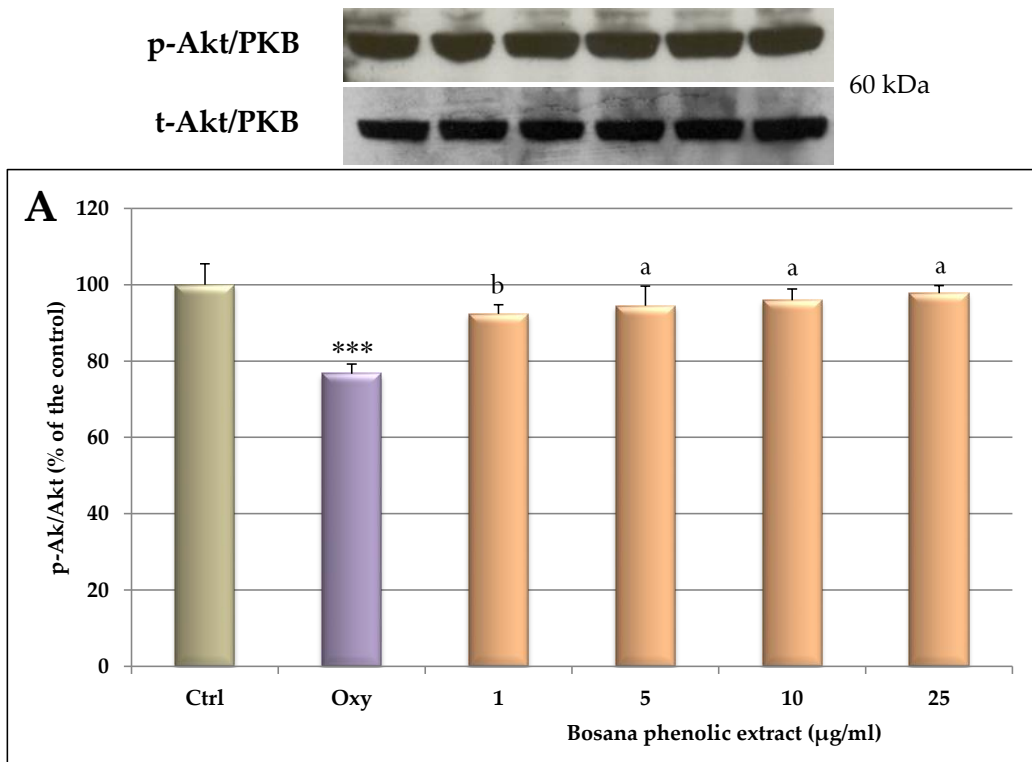 p-Akt/PKB
60 kDa
t-Akt/PKB
A
120
100
80
60
40
20
0
p-Ak/Akt (% of the control)
***
b
a
a
a
Ctrl
Oxy
1
5
10
25
Bosana phenolic extract (µg/ml)